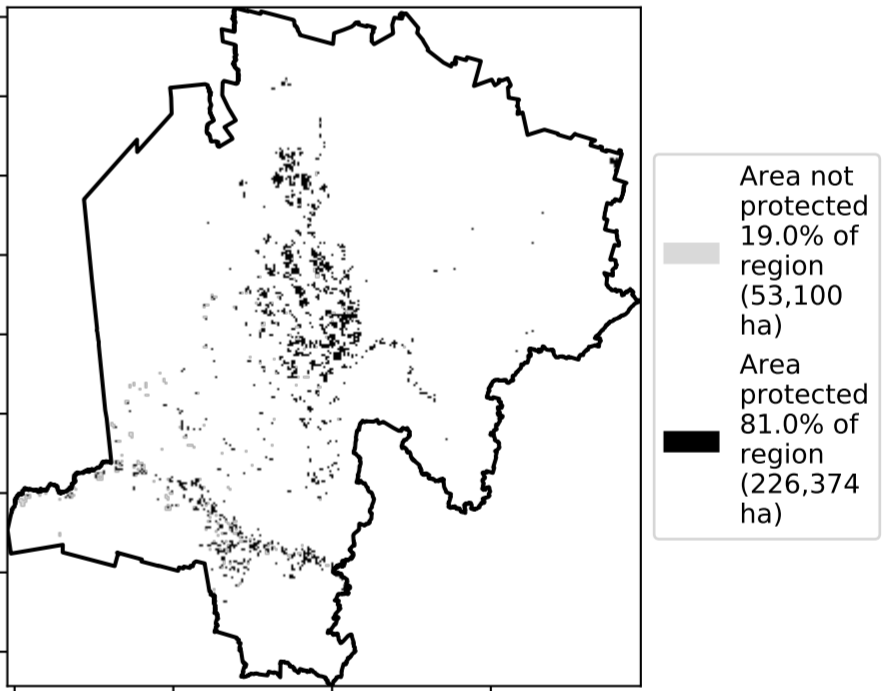 Area not
protected
19.0% of
region
(53,100
ha)
Area
protected
81.0% of
region
(226,374
ha)